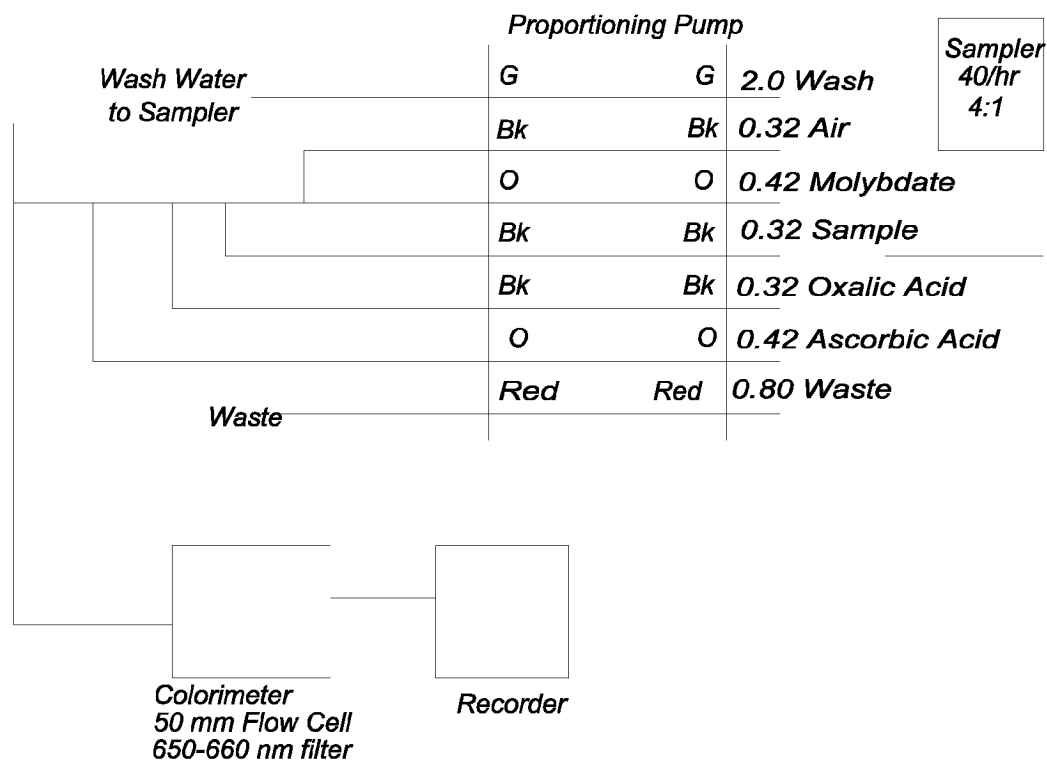 Proportioning Pump
Sampler
40/hr
4:1
Wash Water
to Sampler
G G 2.0 Wash
Bk Bk 0.32 Air
O O 0.42 Molybdate
Bk Bk 0.32 Sample
Bk Bk 0.32 Oxalic Acid
O O 0.42 Ascorbic Acid
Red Red 0.80 Waste
Waste
Colorimeter
50 mm Flow Cell
650-660 nm filter
Recorder